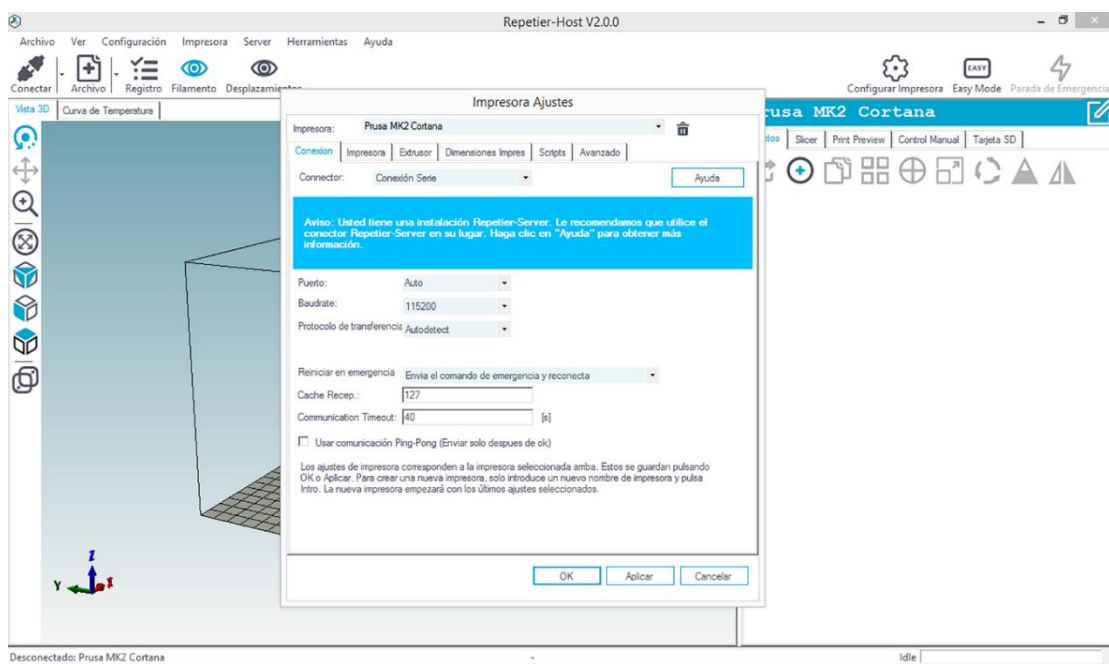 Repetier-Host V2.0.0
Archivo Ver Configuración Impresora Server Herramientas Ayuda
Conectar Archivo Registro Filamento Desplazamientos Configurar Impresora Easy Mode Parada de Emergencia
EASY
Vista 3D Curva de Temperatura
Impresora Ajustes
rusa MK2 Cortana
Impresora: Prusa MK2 Cortana
tos Slicer Print Preview Control Manual Tarjeta SD
Conexion Impresora Extrusor Dimensiones Impres Scripts Avanzado
Connector: Conexión Serie Ayuda
Aviso: Usted tiene una instalación Repetier-Server. Le recomendamos que utilice el
conector Repetier-Server en su lugar. Haga clic en "Ayuda" para obtener más
información.
Puerto: Auto
Baudrate: 115200
Protocolo de transferencia Autodetect
Reiniciar en emergencia Envia el comando de emergencia y reconecta
Cache Recep.: 127
Communication Timeout: 40 [s]
Usar comunicación Ping-Pong (Enviar solo despues de ok)
Los ajustes de impresora corresponden a la impresora seleccionada arriba. Estos se guardan pulsando
OK o Aplicar. Para crear una nueva impresora, solo introduce un nuevo nombre de impresora y pulsa
Intro. La nueva impresora empezará con los últimos ajustes seleccionados.
Z
Y X
OK Aplicar Cancelar
Desconectado: Prusa MK2 Cortana - Idle